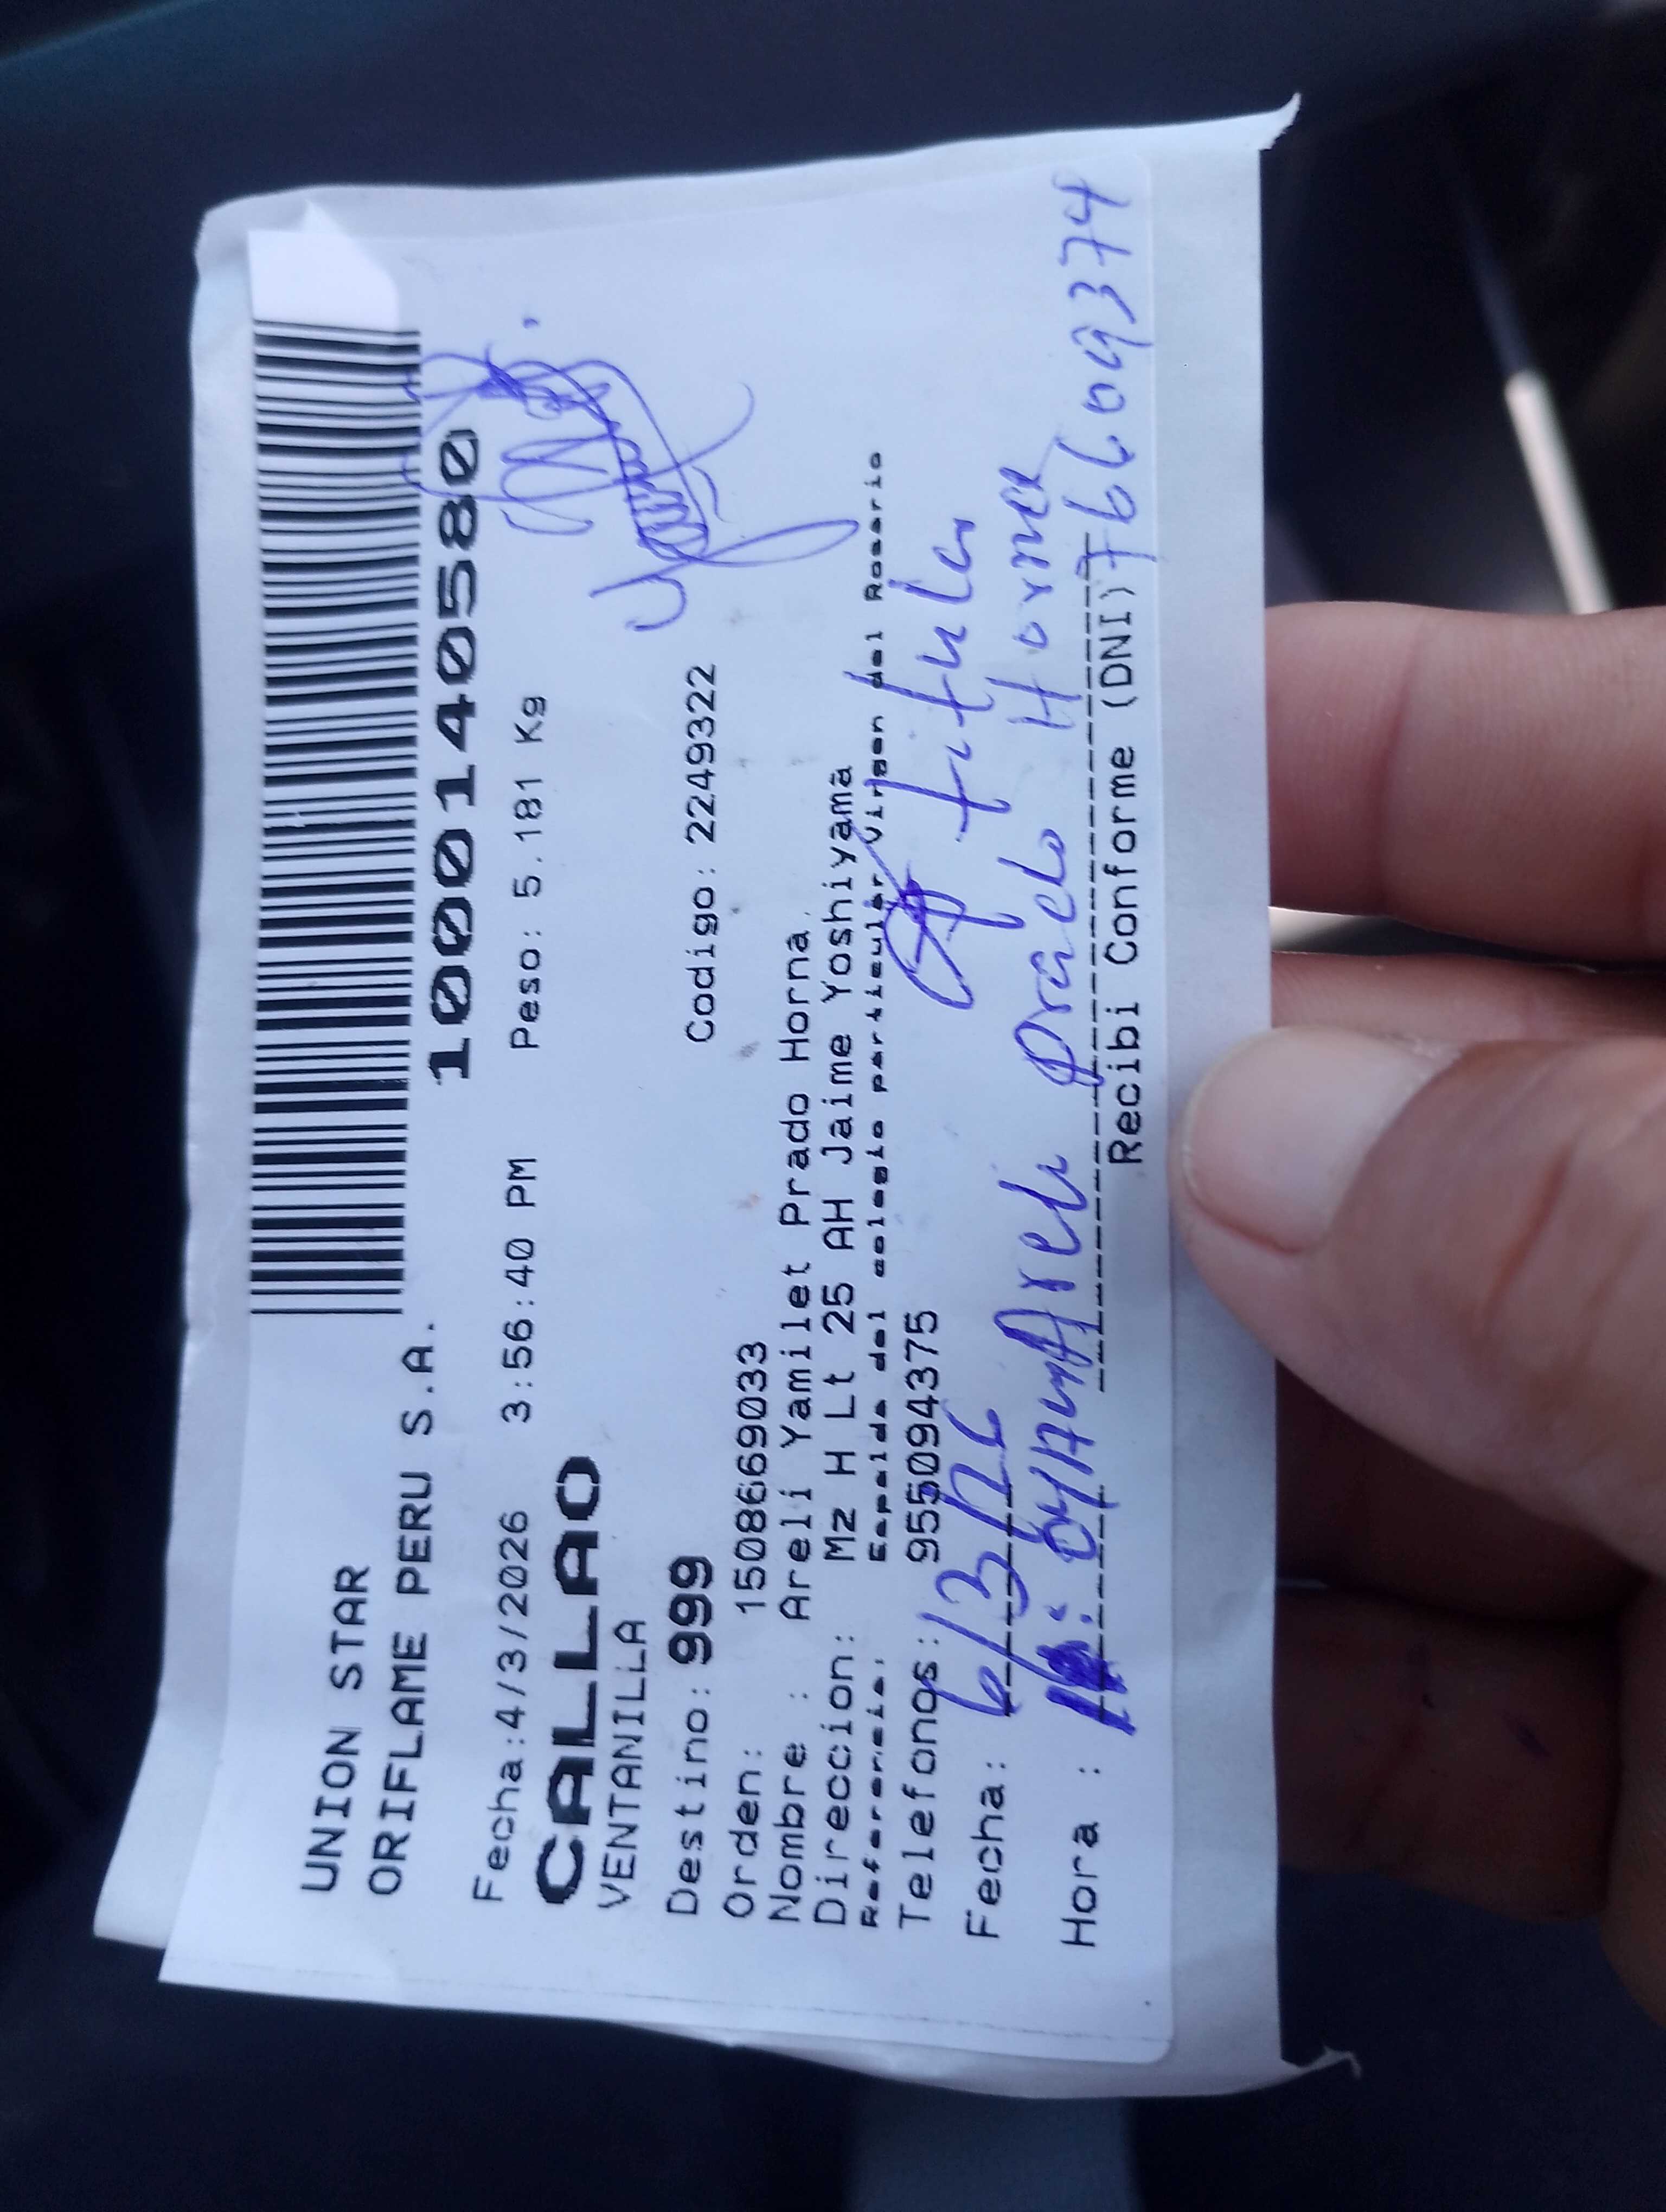 UNION STAR
ORIFLAME PERU S.A.
1000140580
Fecha:4/3/2026 3:56:40 PM Peso: 5.181 Kg
CALLAO
VENTANILLA
Destino: 999 Codigo: 2249322
Orden: 1508669033
Nombre : Areli Yamilet Prado Horna.
Direccion: Mz H Lt 25 AH Jaime Yoshiyama
Referencia: Espalda del colegio particular Virgen del Rosario
Telefonos: 955094375
titular
Fecha: 6/3/26
Hora : Areli Prado Horna
76609374
Recibi Conforme (DNI)